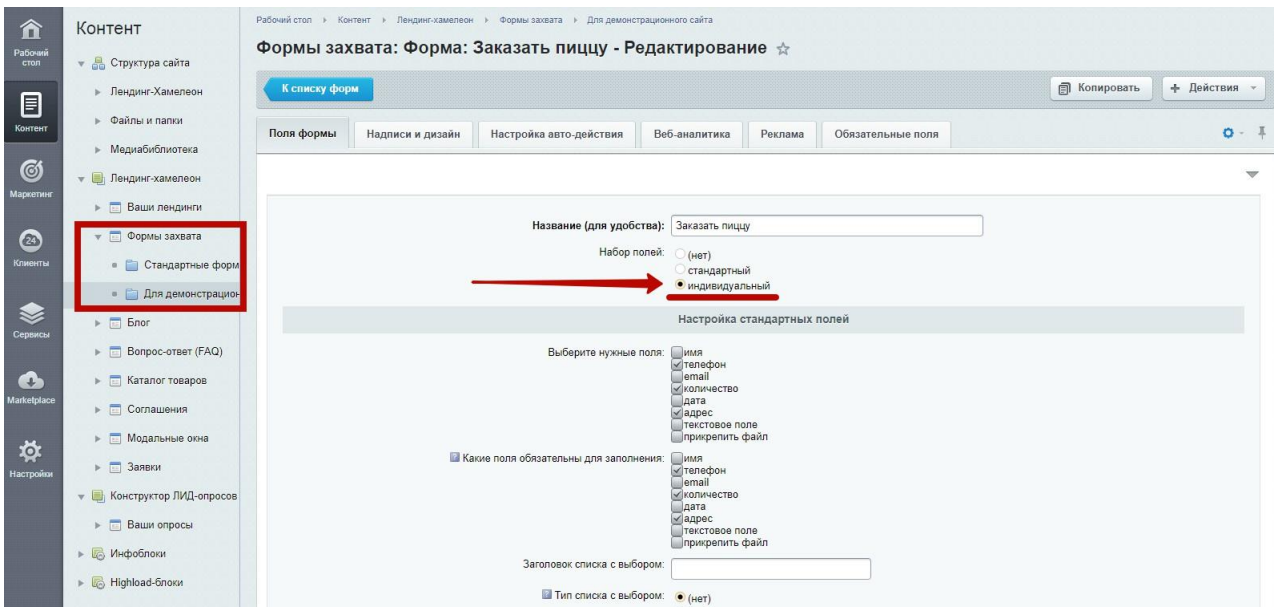 Рабочий
стол
Контент
Маркетинг
24
Клиенты
Сервисы
Marketplace
Настройки
Контент
Структура сайта
Лендинг-Хамелеон
Файлы и папки
Медиабиблиотека
Лендинг-хамелеон
Ваши лендинги
Формы захвата
Стандартные форм
Для демонстрацион
Блог
Вопрос-ответ (FAQ)
Каталог товаров
Соглашения
Модальные окна
Заявки
Конструктор ЛИД-опросов
Ваши опросы
Инфоблоки
Highload-блоки
Рабочий стол Контент Лендинг-хамелеон Формы захвата Для демонстрационного сайта
Формы захвата: Форма: Заказать пиццу - Редактирование
К списку форм Копировать Действия
Поля формы Надписи и дизайн Настройка авто-действия Веб-аналитика Реклама Обязательные поля
Название (для удобства): Заказать пиццу
Набор полей: (нет)
стандартный
индивидуальный
Настройка стандартных полей
Выберите нужные поля: имя
телефон
email
количество
дата
адрес
текстовое поле
прикрепить файл
Какие поля обязательны для заполнения: имя
телефон
email
количество
дата
адрес
текстовое поле
прикрепить файл
Заголовок списка с выбором:
Тип списка с выбором: (нет)